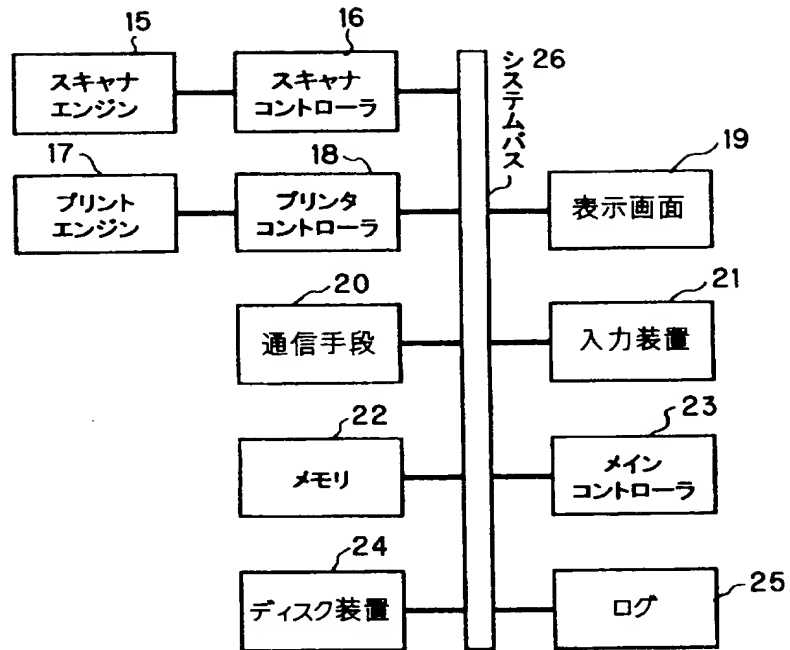 15
スキャナ
エンジン
16
スキャナ
コントローラ
システムバス
26
17
プリント
エンジン
18
プリンタ
コントローラ
19
表示画面
20
通信手段
21
入力装置
22
メモリ
23
メイン
コントローラ
24
ディスク装置
25
ログ